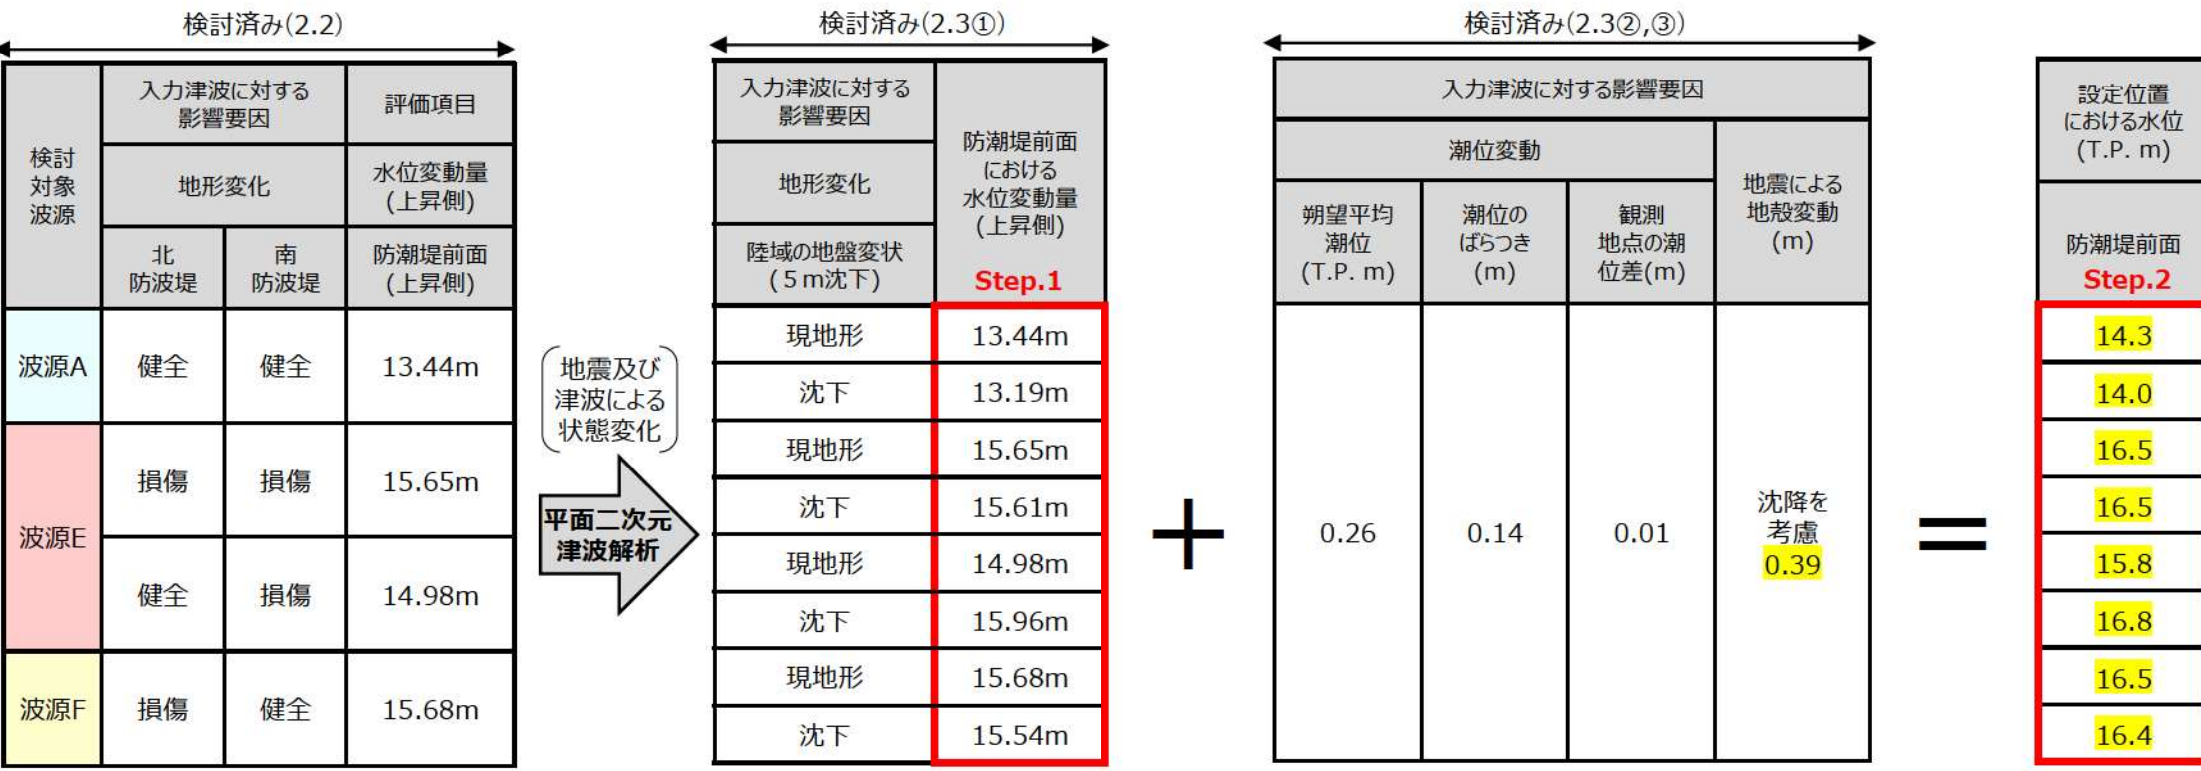 検討済み(2.2)
検討
対象
波源
入力津波に対する
影響要因
評価項目
地形変化
水位変動量
(上昇側)
北
防波堤
南
防波堤
防潮堤前面
(上昇側)
波源A
健全
健全
13.44m
波源E
損傷
損傷
15.65m
健全
損傷
14.98m
波源F
損傷
健全
15.68m
地震及び
津波による
状態変化
平面二次元
津波解析
検討済み(2.3①)
入力津波に対する
影響要因
地形変化
陸域の地盤変状
(5m沈下)
防潮堤前面
における
水位変動量
(上昇側)
Step.1
現地形
13.44m
沈下
13.19m
現地形
15.65m
沈下
15.61m
現地形
14.98m
沈下
15.96m
現地形
15.68m
沈下
15.54m
+
検討済み(2.3②,③)
入力津波に対する影響要因
潮位変動
地震による
地殻変動
(m)
朔望平均
潮位
(T.P. m)
潮位の
ばらつき
(m)
観測
地点の潮
位差(m)
0.26
0.14
0.01
沈降を
考慮
0.39
=
設定位置
における水位
(T.P. m)
防潮堤前面
Step.2
14.3
14.0
16.5
16.5
15.8
16.8
16.5
16.4